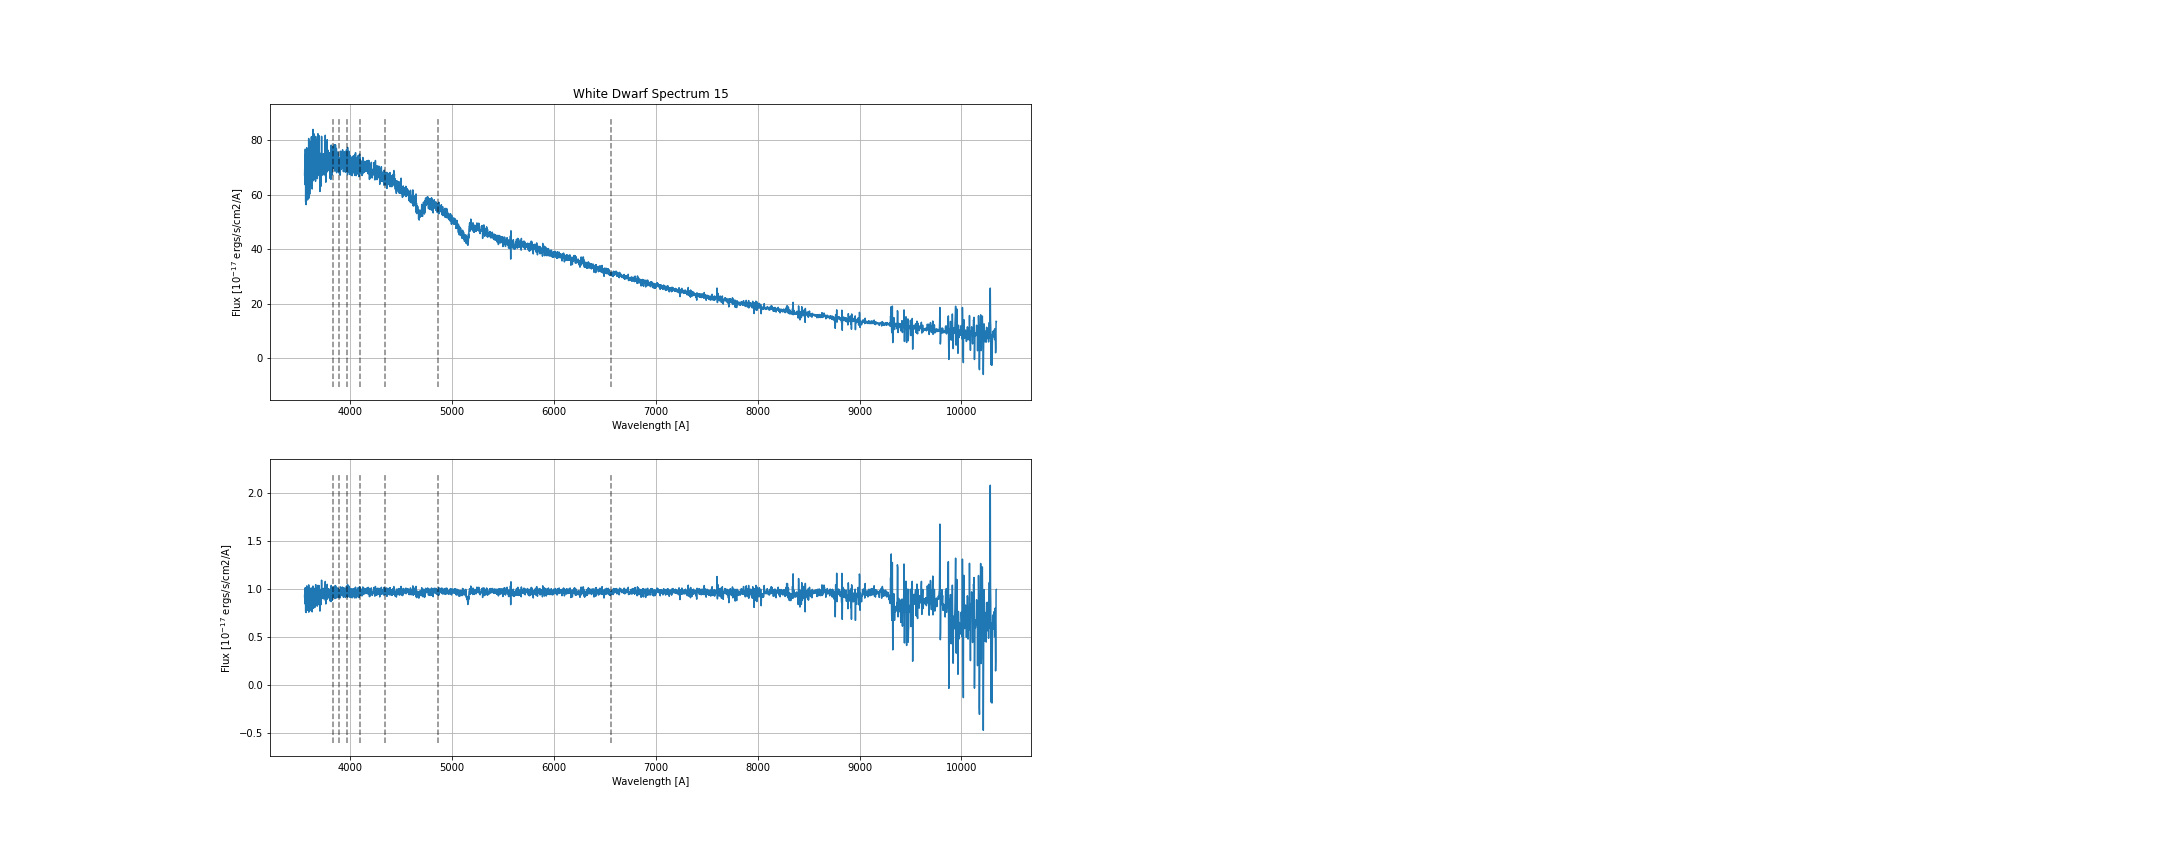 White Dwarf Spectrum 15
Flux [10⁻¹⁷ ergs/s/cm2/A]
80
60
40
20
0
4000 5000 6000 7000 8000 9000 10000
Wavelength [A]
Flux [10⁻¹⁷ ergs/s/cm2/A]
2.0
1.5
1.0
0.5
0.0
−0.5
4000 5000 6000 7000 8000 9000 10000
Wavelength [A]